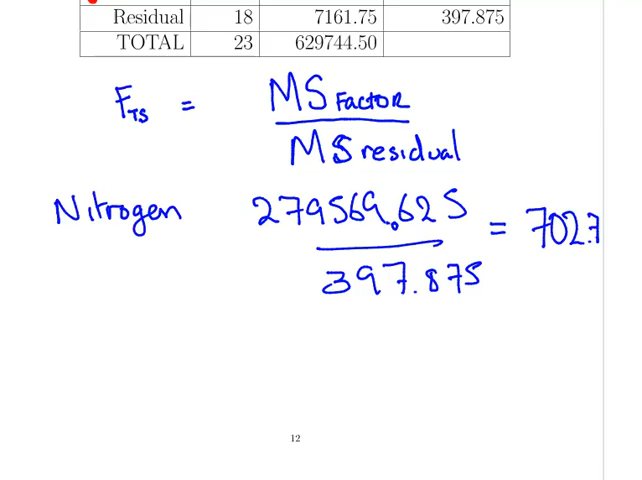 Residual 18 7161.75 397.875
TOTAL 23 629744.50
F_TS = MS Factor / MS residual
Nitrogen 279569.625 / 397.875 = 702.7
12